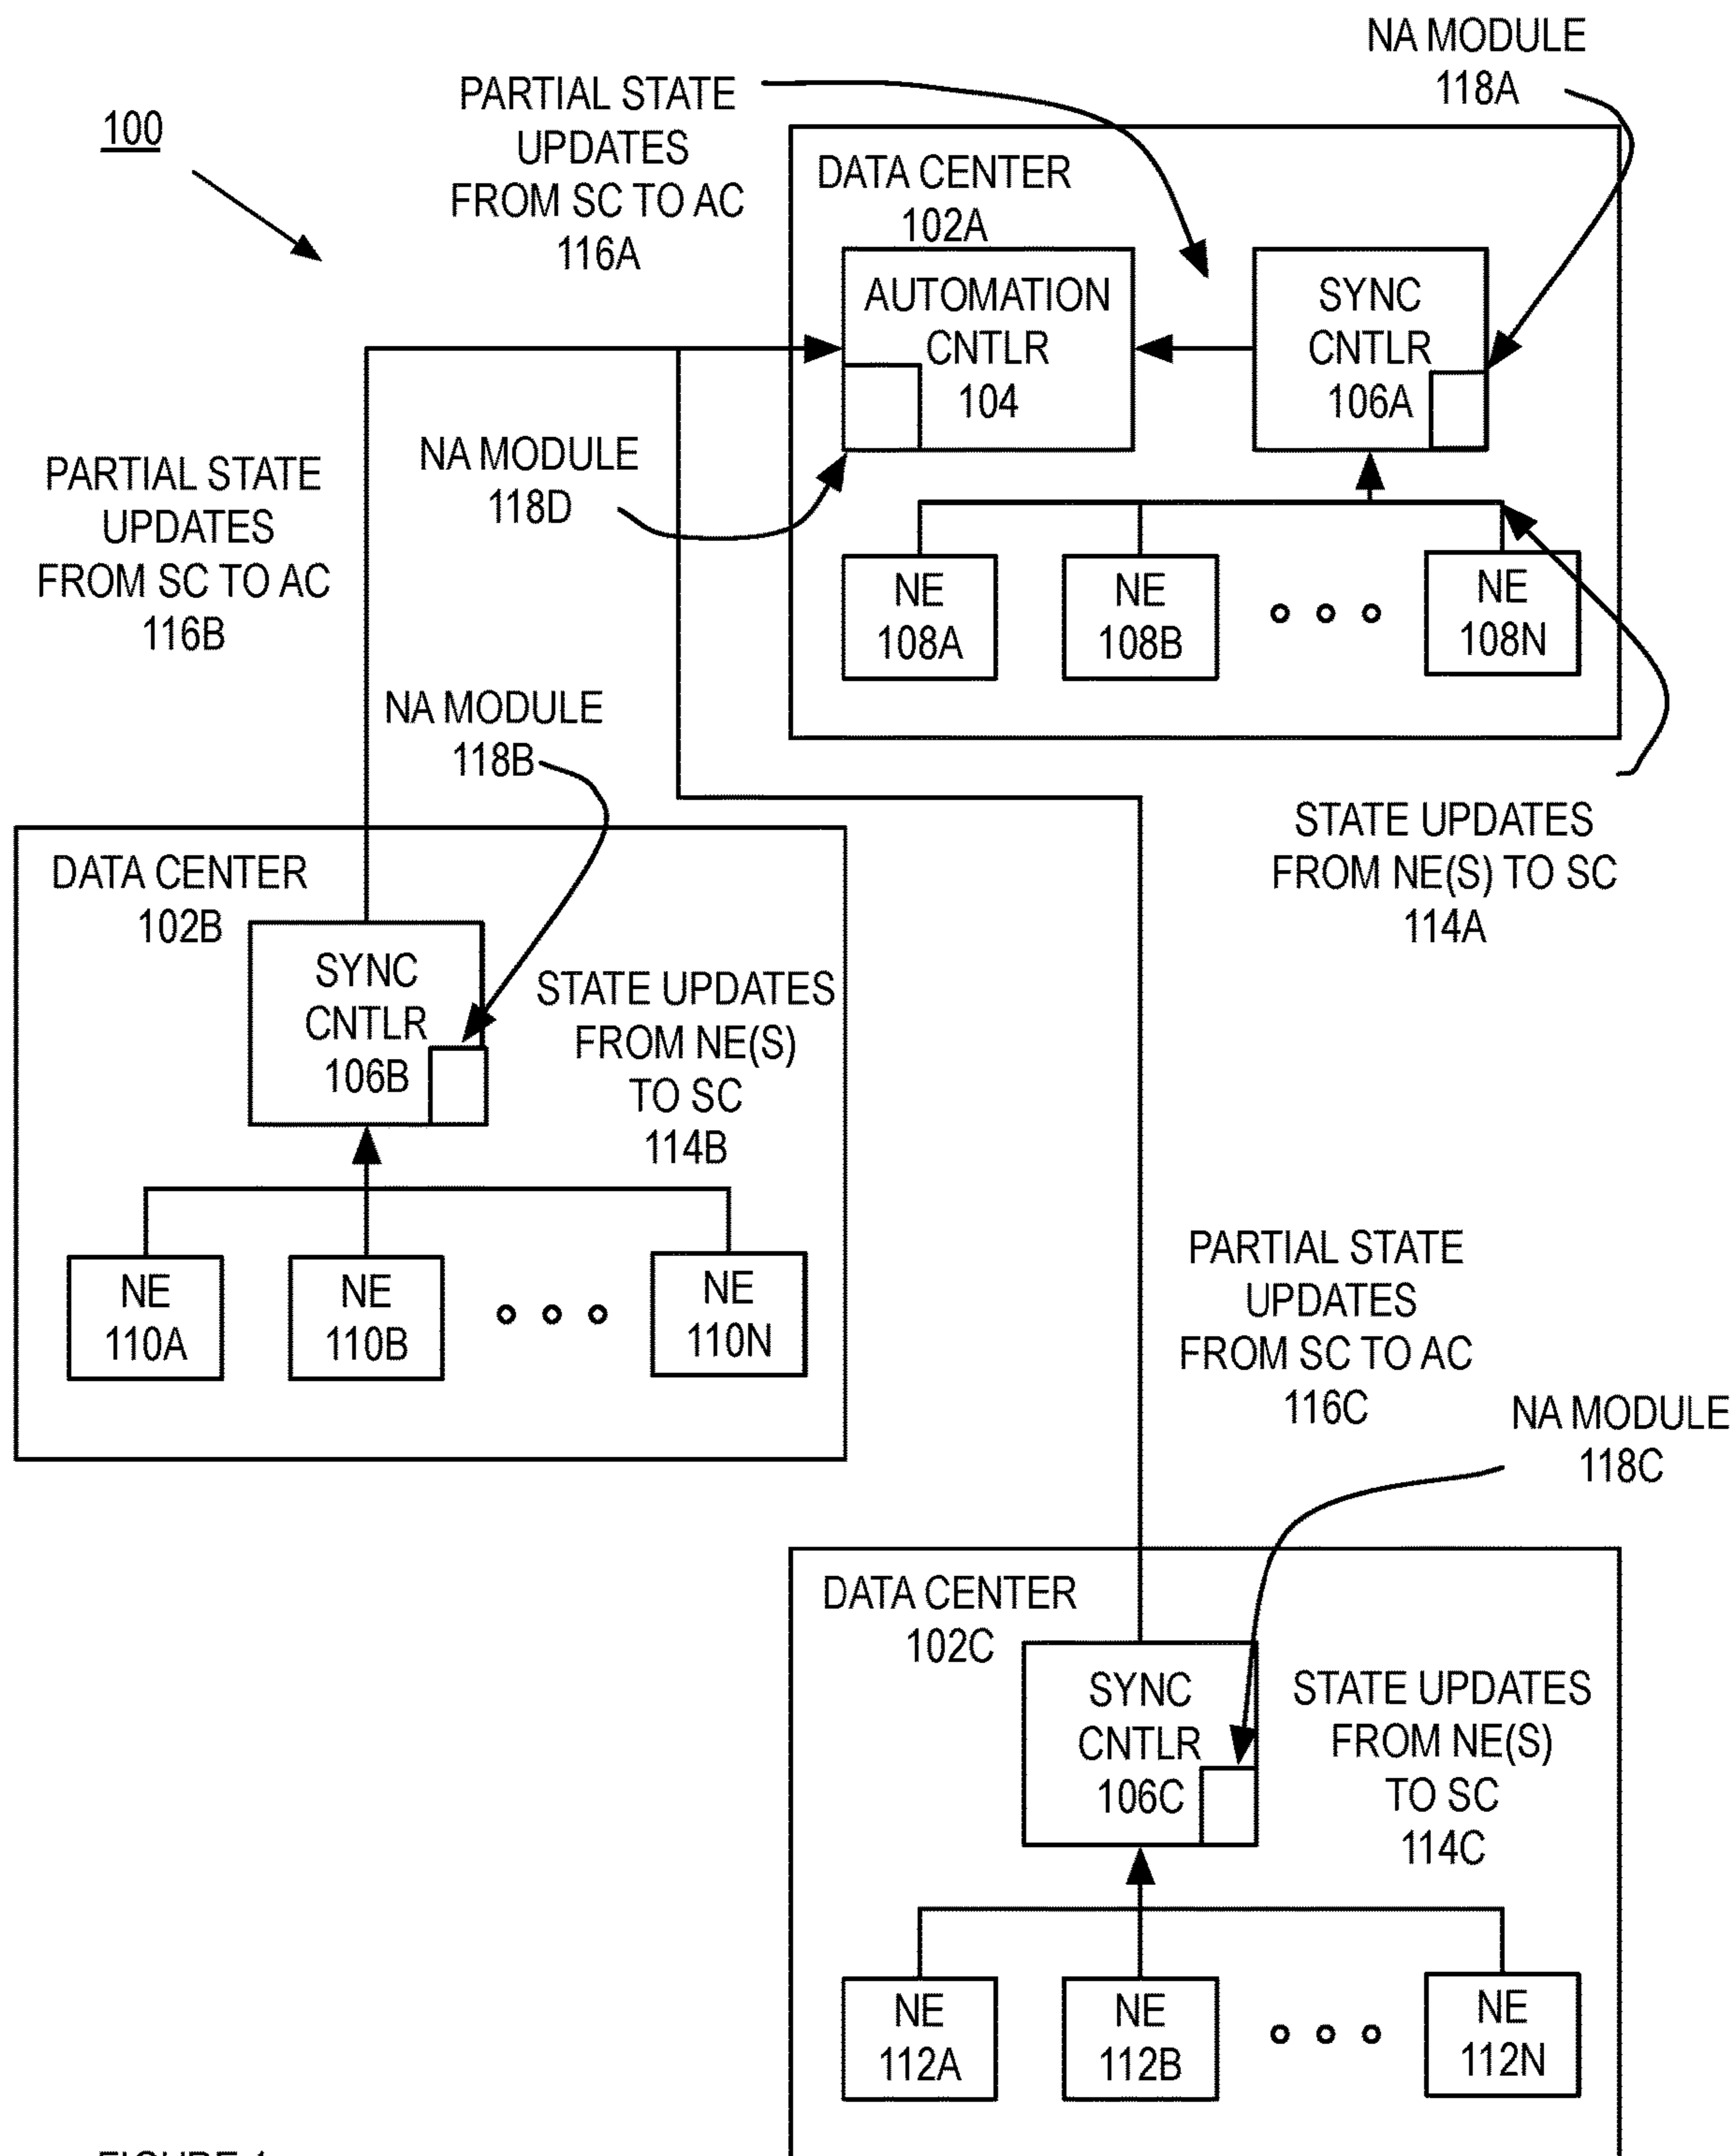 100
PARTIAL STATE
UPDATES
FROM SC TO AC
116A
NA MODULE
118A
DATA CENTER
102A
AUTOMATION
CNTLR
104
SYNC
CNTLR
106A
NA MODULE
118D
NE
108A
NE
108B
NE
108N
STATE UPDATES
FROM NE(S) TO SC
114A
PARTIAL STATE
UPDATES
FROM SC TO AC
116B
NA MODULE
118B
DATA CENTER
102B
SYNC
CNTLR
106B
STATE UPDATES
FROM NE(S)
TO SC
114B
NE
110A
NE
110B
NE
110N
PARTIAL STATE
UPDATES
FROM SC TO AC
116C
NA MODULE
118C
DATA CENTER
102C
SYNC
CNTLR
106C
STATE UPDATES
FROM NE(S)
TO SC
114C
NE
112A
NE
112B
NE
112N